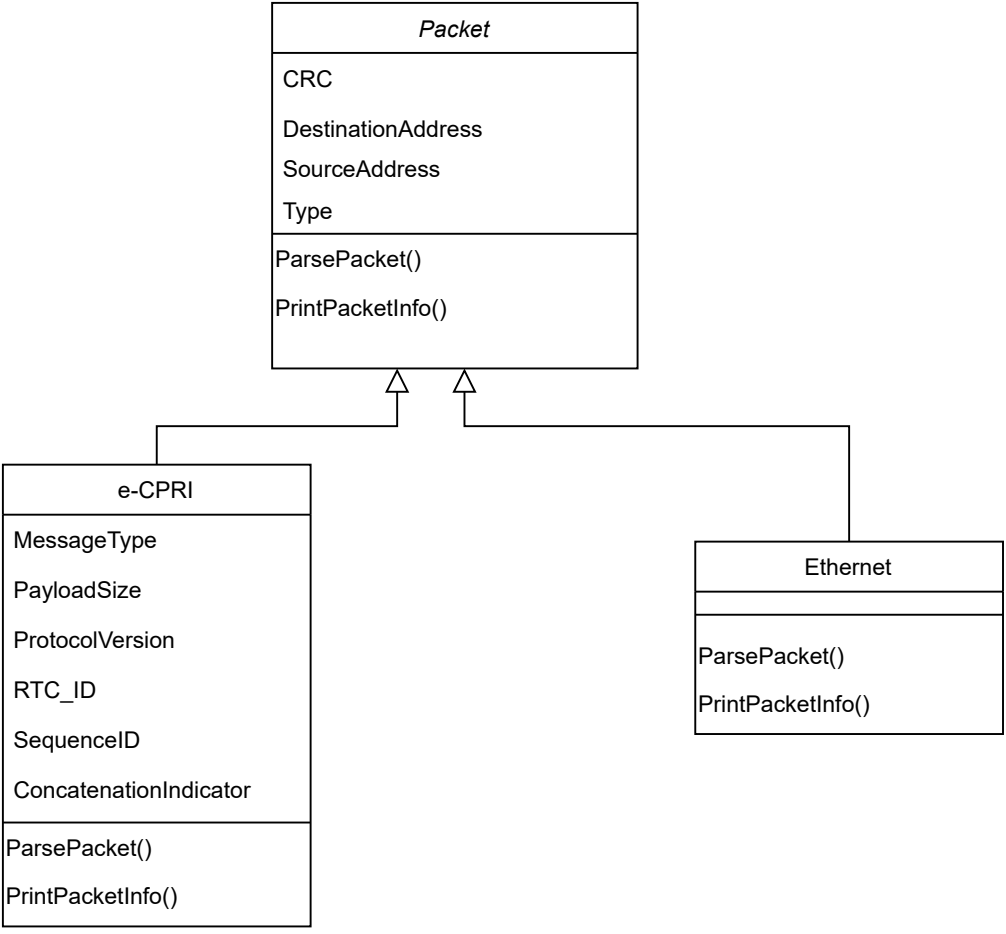 Packet
CRC
DestinationAddress
SourceAddress
Type
ParsePacket()
PrintPacketInfo()
e-CPRI
MessageType
PayloadSize
ProtocolVersion
RTC_ID
SequenceID
ConcatenationIndicator
ParsePacket()
PrintPacketInfo()
Ethernet
ParsePacket()
PrintPacketInfo()